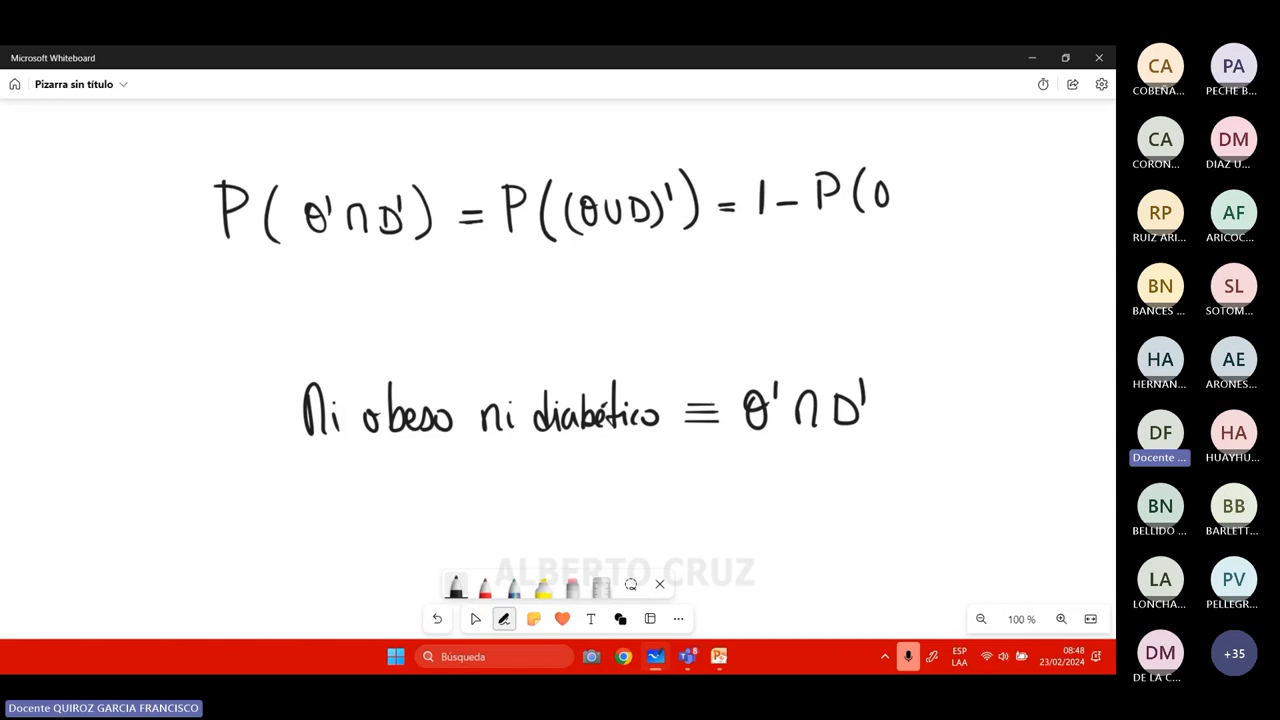 Microsoft Whiteboard
Pizarra sin título
P( θ' ∩ D' ) = P( (θ∪D)' ) = 1 - P( O
Ni obeso ni diabético ≡ θ' ∩ D'
ALBERTO CRUZ
100 %
Búsqueda
8
ESP
LAA
08:48
23/02/2024
CA
COBEÑA...
PA
PECHE B...
CA
CORON...
DM
DIAZ U...
RP
RUIZ ARI...
AF
ARICOC...
BN
BANCES ...
SL
SOTOM...
HA
HERNAN...
AE
ARONES...
DF
Docente ...
HA
HUAYHU...
BN
BELLIDO ...
BB
BARLETT...
LA
LONCHA...
PV
PELLEGR...
DM
DE LA C...
+35
Docente QUIROZ GARCIA FRANCISCO